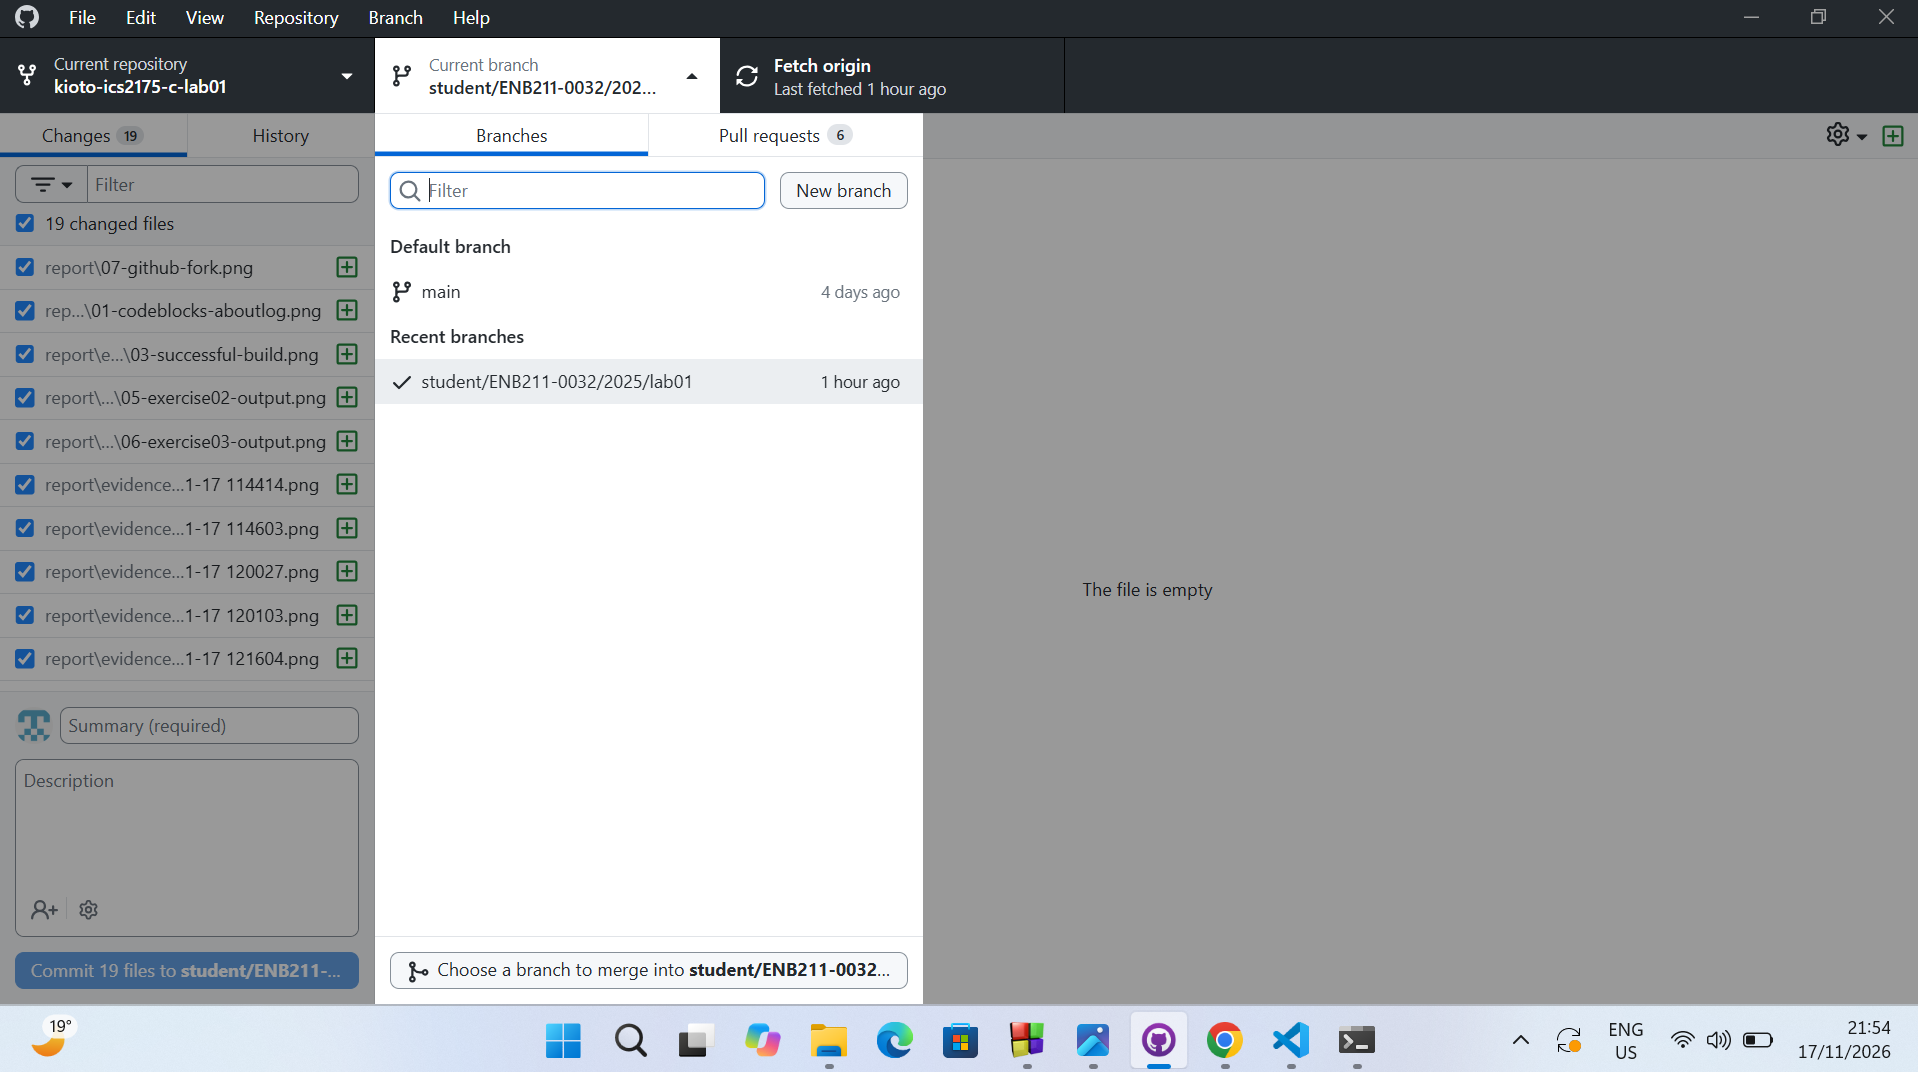 File Edit View Repository Branch Help
Current repository
kioto-ics2175-c-lab01
Current branch
student/ENB211-0032/202...
Fetch origin
Last fetched 1 hour ago
Changes 19
History
Branches
Pull requests 6
Filter
Filter
New branch
19 changed files
Default branch
report\07-github-fork.png
main
4 days ago
rep...\01-codeblocks-aboutlog.png
Recent branches
report\e...\03-successful-build.png
student/ENB211-0032/2025/lab01
1 hour ago
report\...\05-exercise02-output.png
report\...\06-exercise03-output.png
report\evidence...1-17 114414.png
report\evidence...1-17 114603.png
report\evidence...1-17 120027.png
The file is empty
report\evidence...1-17 120103.png
report\evidence...1-17 121604.png
Summary (required)
Description
Commit 19 files to student/ENB211-...
Choose a branch to merge into student/ENB211-0032...
19°
ENG
US
21:54
17/11/2026